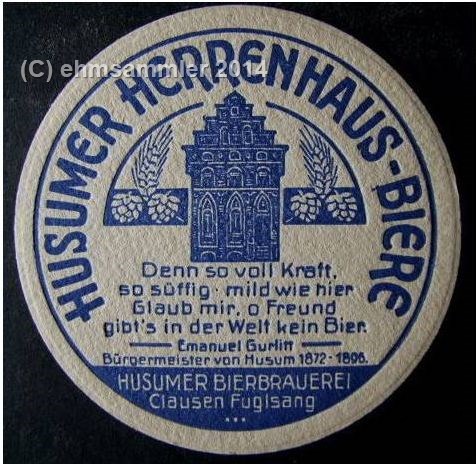 (C) ehmsammler 2014
HUSUMER HERRENHAUS-BIERE
Denn so voll Kraft,
so süffig · mild wie hier
Glaub mir, o Freund
gibt's in der Welt kein Bier.
Emanuel Gurlitt
Bürgermeister von Husum 1872-1896.
HUSUMER BIERBRAUEREI
Clausen Fuglsang